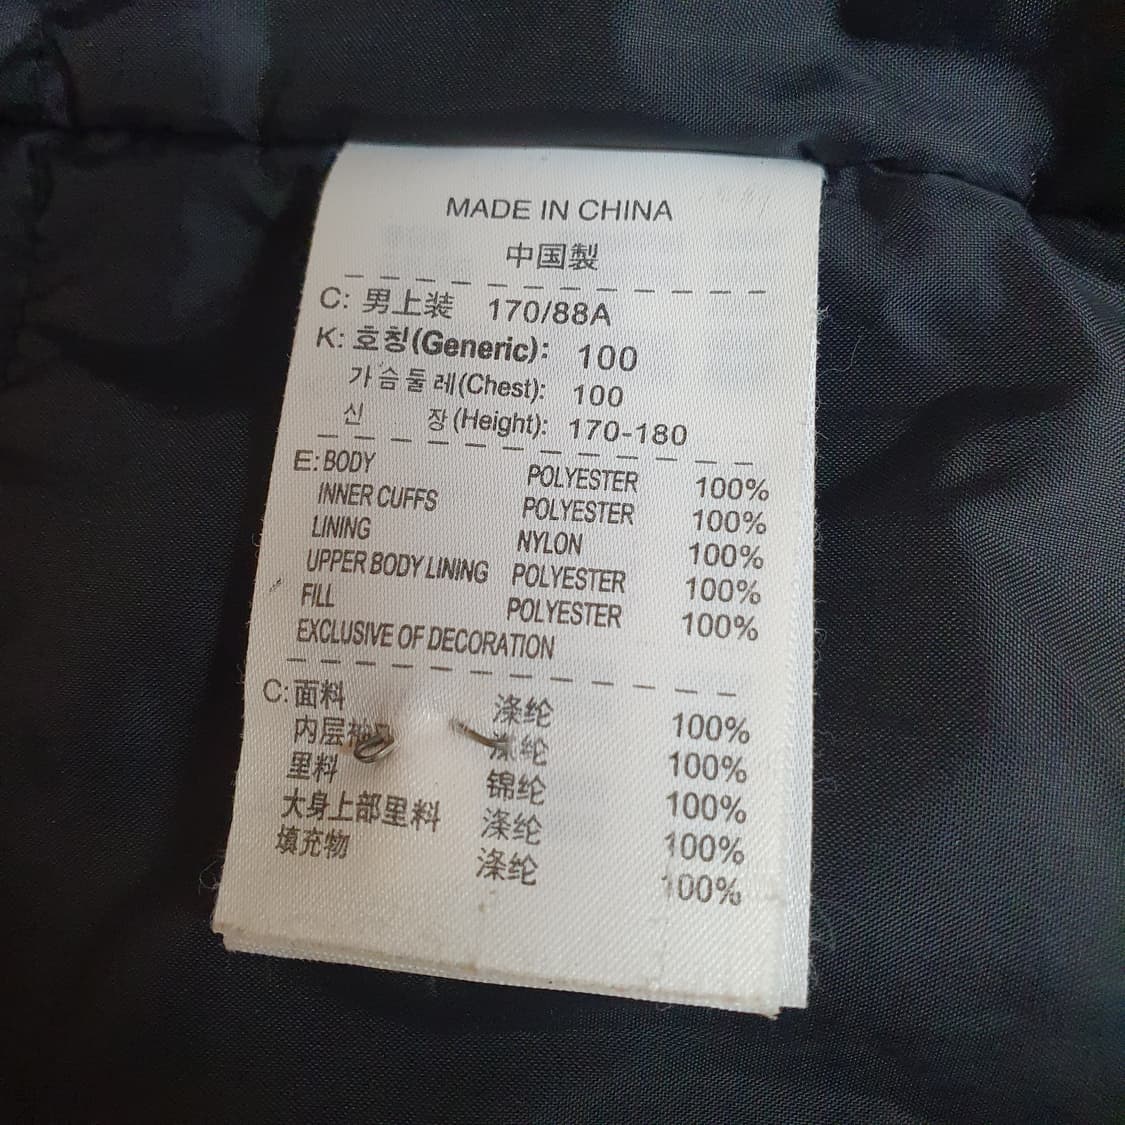 MADE IN CHINA
中国製
C: 男上装 170/88A
K: 호칭(Generic): 100
가슴둘레(Chest): 100
신 장(Height): 170-180
E: BODY POLYESTER 100%
INNER CUFFS POLYESTER 100%
LINING NYLON 100%
UPPER BODY LINING POLYESTER 100%
FILL POLYESTER 100%
EXCLUSIVE OF DECORATION
C: 面料 涤纶 100%
内层袖口 涤纶 100%
里料 锦纶 100%
大身上部里料 涤纶 100%
填充物 涤纶 100%